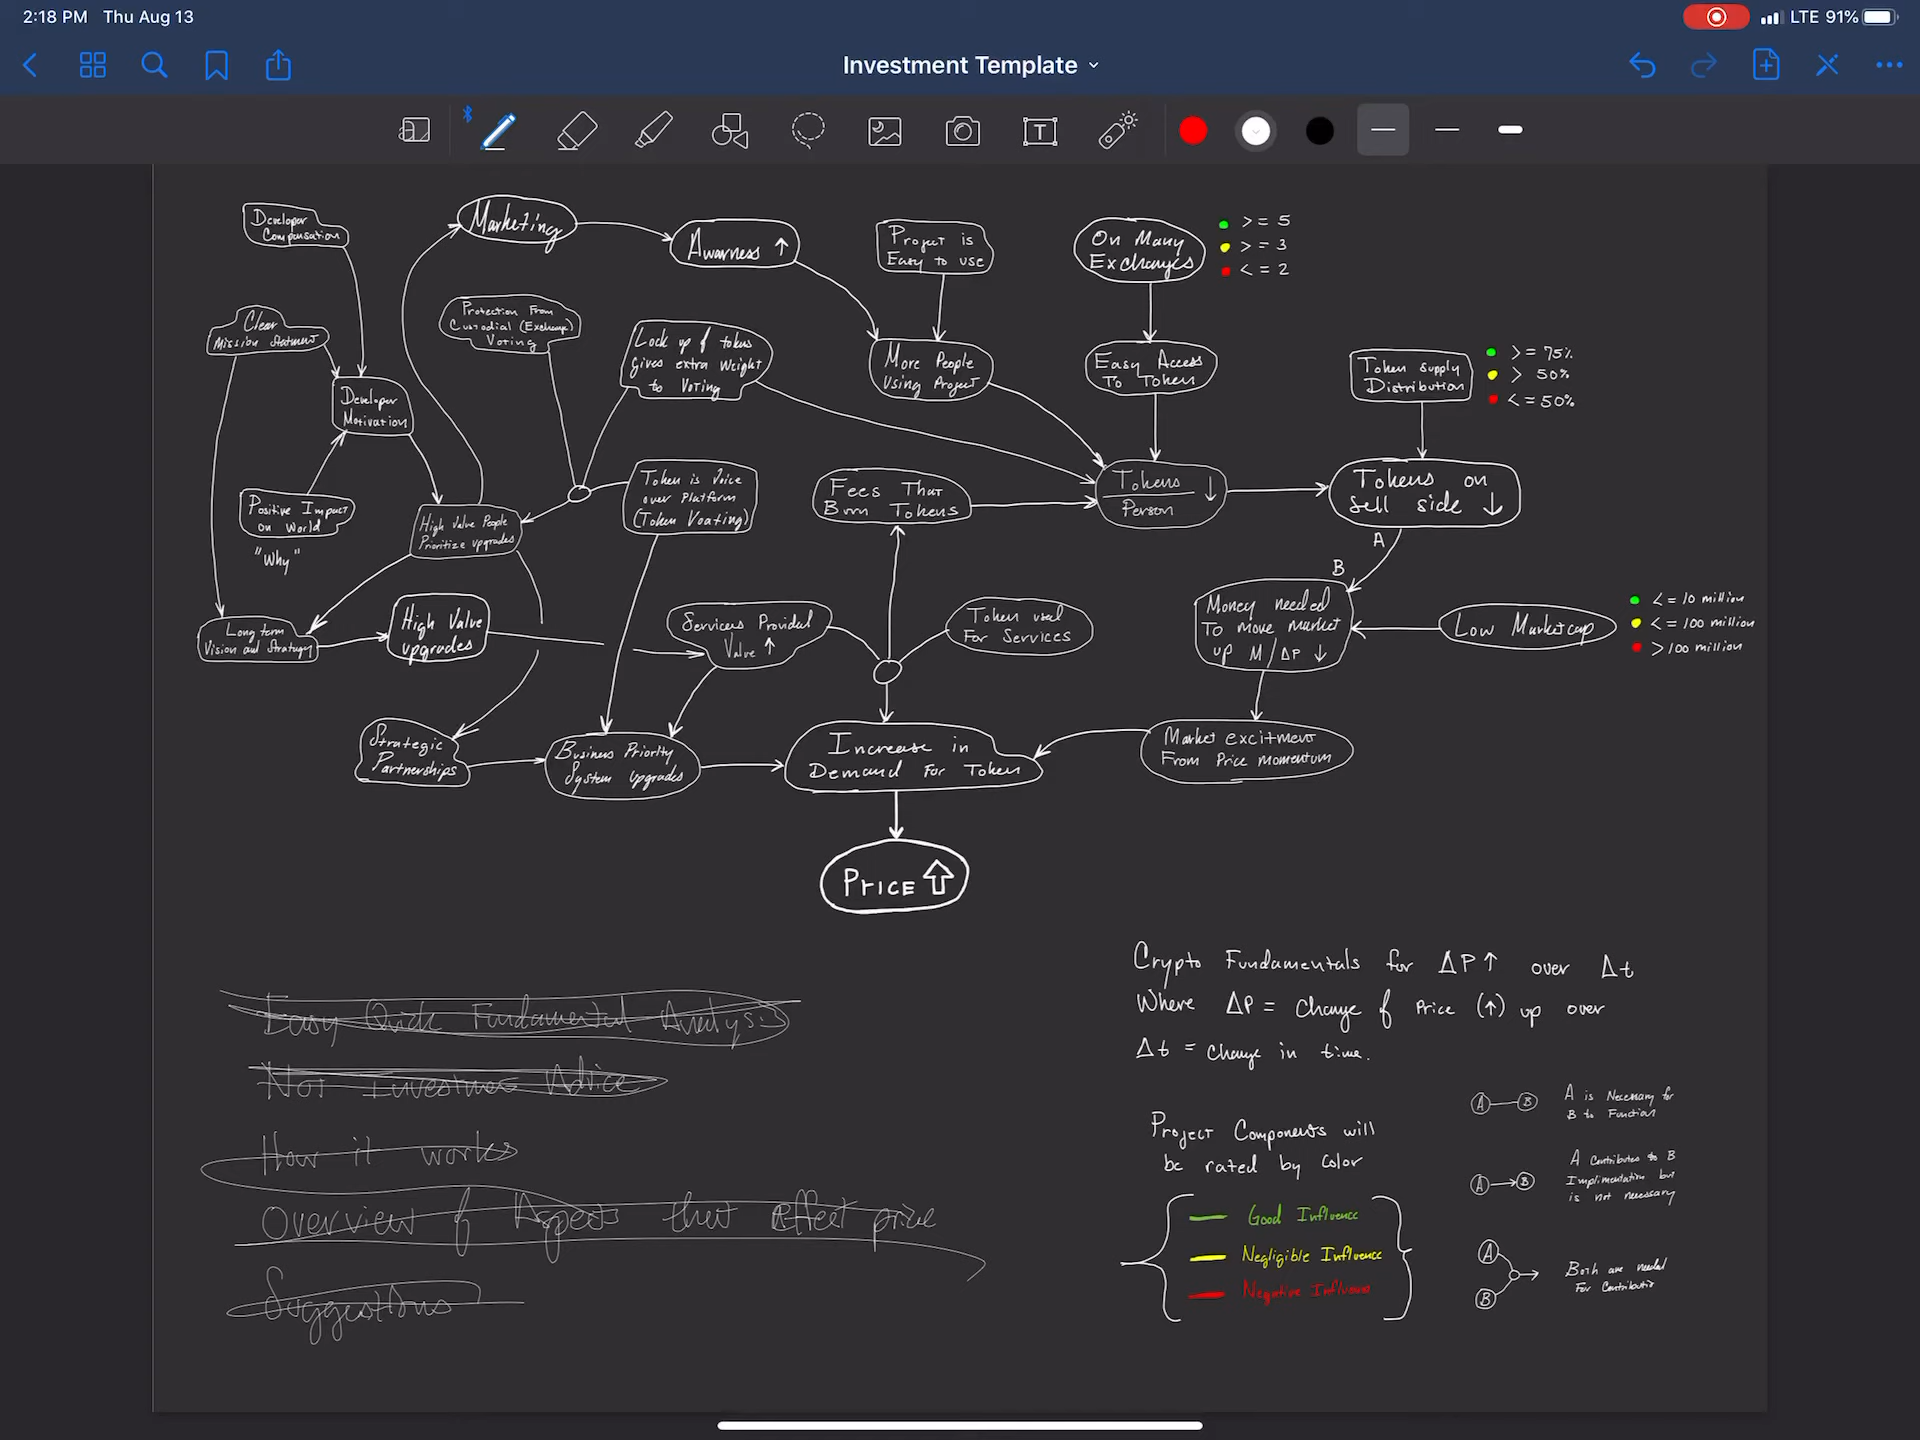 2:18 PM Thu Aug 13
LTE 91%
Investment Template
T
Developer
Compensation
Marketing
Awarness ↑
Project is
Easy to use
On Many
Exchanges
>= 5
>= 3
<= 2
Clear
Mission Statment
Protection From
Custodial (Exchange)
Voting
Lock up of tokens
gives extra weight
to Voting
More People
Using Project
Easy Access
To Token
Token supply
Distribution
>= 75%
> 50%
<= 50%
Developer
Motivation
Positive Impact
on World
"Why"
High Value People
Prioritize upgrades
Token is Voice
over Platform
(Token Voating)
Fees That
Burn Tokens
Tokens
Person
↓
Tokens on
Sell side ↓
A
B
Long term
Vision and Strategy
High Value
upgrades
Services Provided
Value ↑
Token used
For Services
Money needed
To move market
up M/ΔP ↓
Low Marketcap
<= 10 million
<= 100 million
> 100 million
Strategic
Partnerships
Business Priority
System Upgrades
Increase in
Demand For Token
Market excitment
From Price momentum
Price ⇧
Easy Quick Fundamental Analysis
Not Investment Advice
How it works
Overview of Aspects that effect price
Suggestions
Crypto Fundamentals for ΔP↑ over Δt
Where ΔP = Change of Price (↑) up over
Δt = change in time.
Project Components will
be rated by Color
Good Influence
Negligible Influence
Negative Influence
A B
A is Necessary for
B to Function
A B
A Contributes to B
Implimentation but
is not necessary
A
B
Both are needed
For Contributio